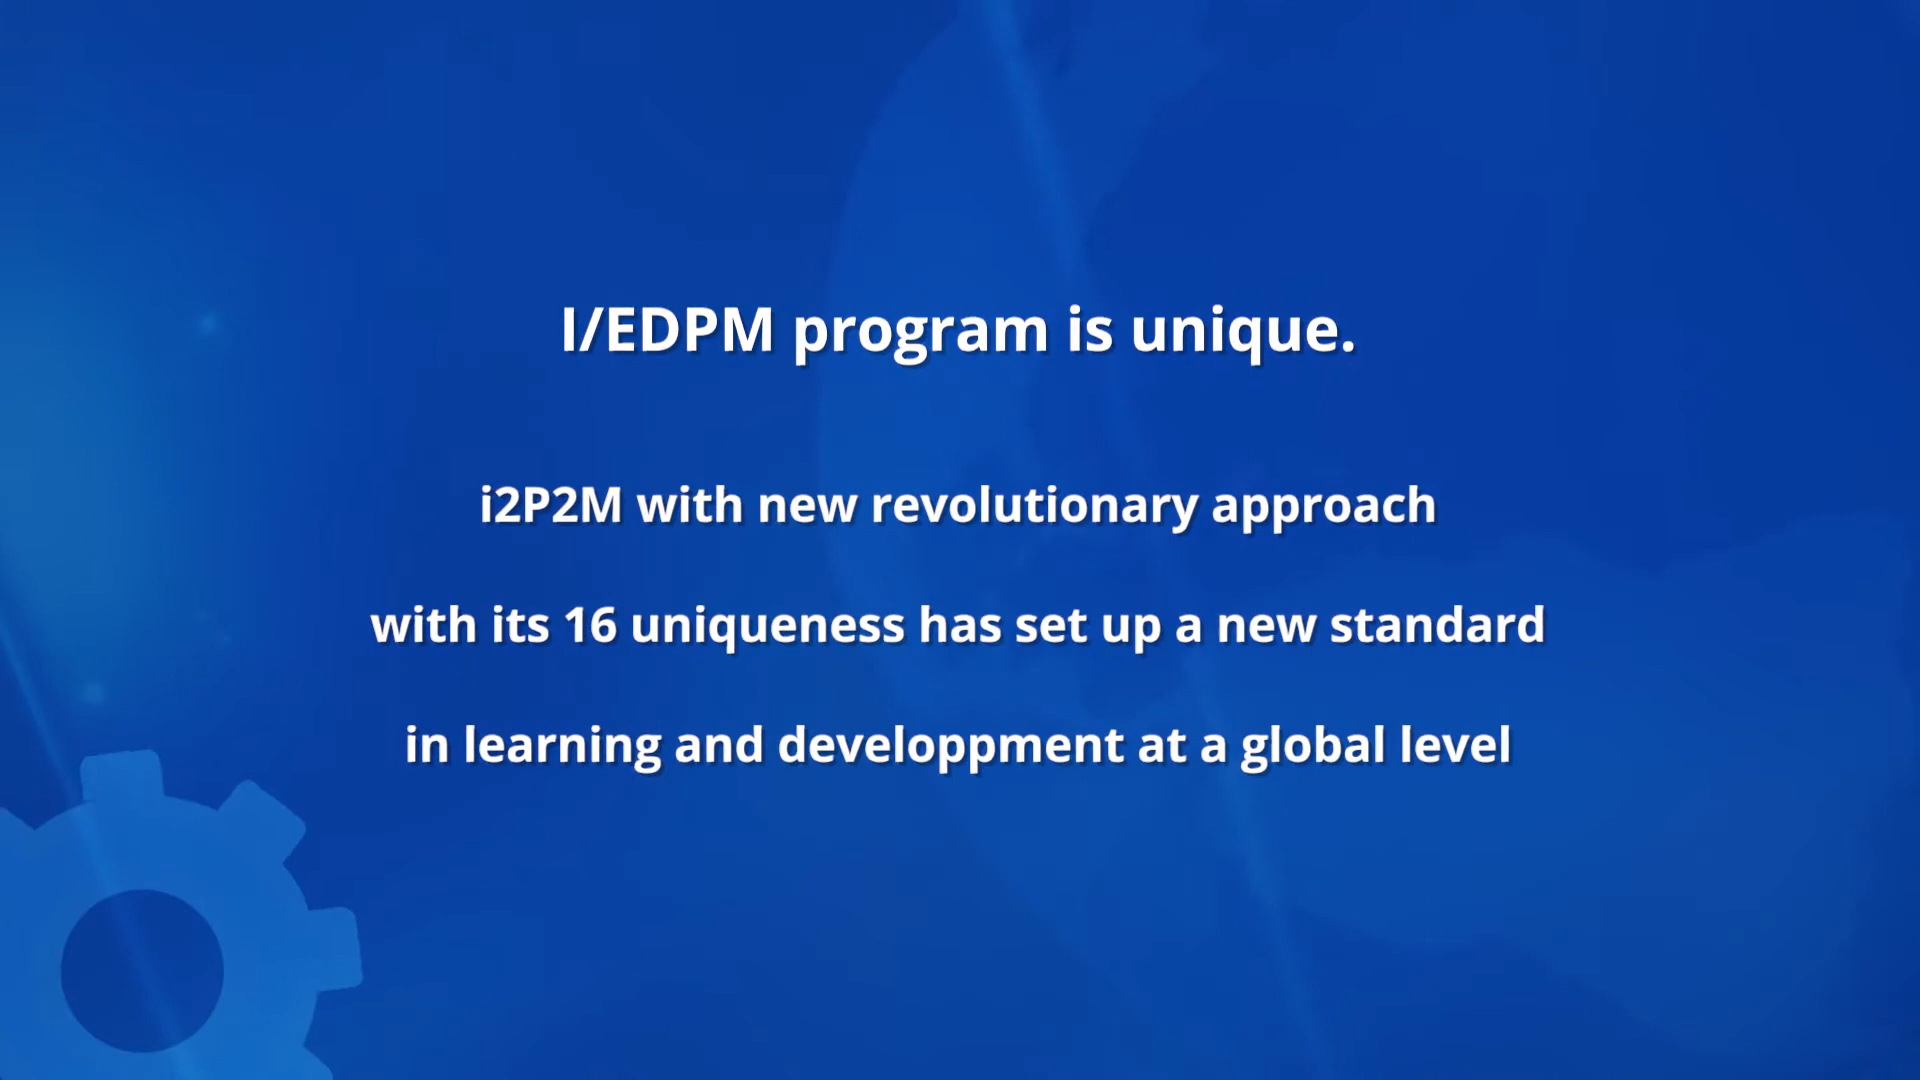 I/EDPM program is unique.
i2P2M with new revolutionary approach
with its 16 uniqueness has set up a new standard
in learning and developpment at a global level